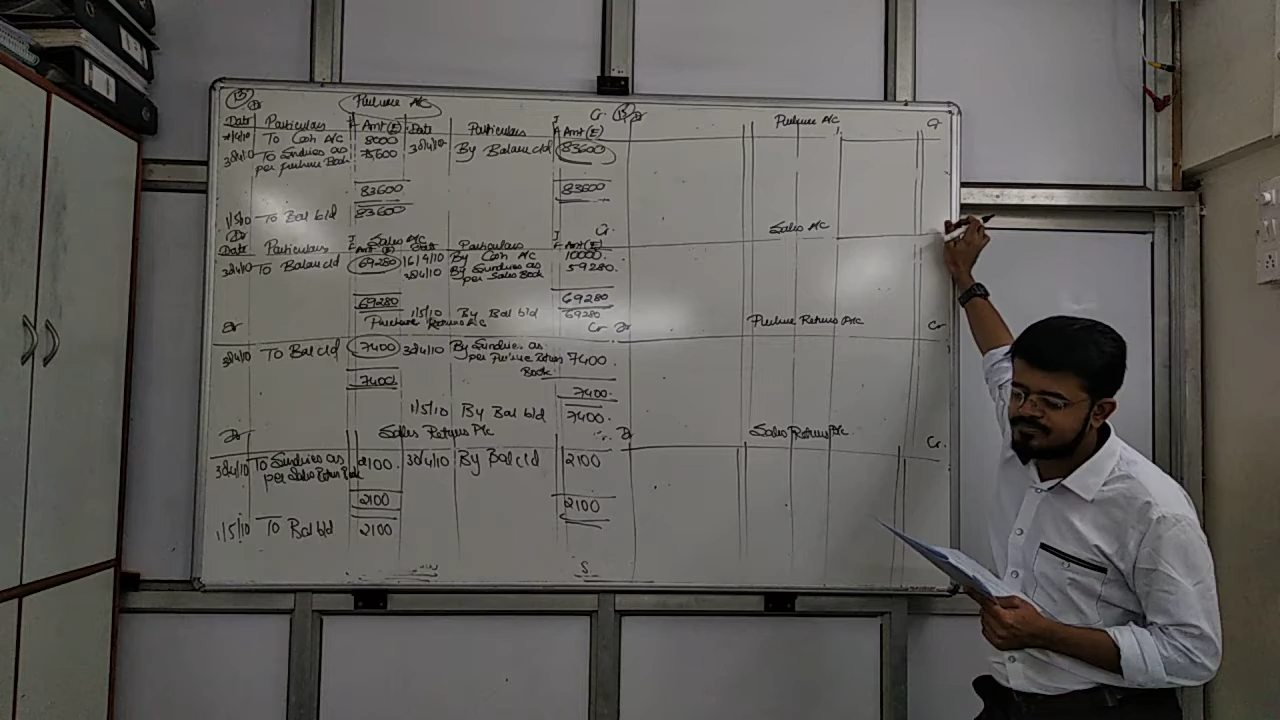 Purchase A/C
Cr
Date Particulars Amt (₹) Date Particulars Amt (₹)
To Cash A/c 8000 30/4/10 By Balance c/d 83600
30/4/10 To Sundries as 75600
per Purchase Book
83600 83600
1/5/10 To Bal b/d 83600
Dr Sales A/C Cr.
Date Particulars Amt (₹) Date Particulars Amt (₹)
30/4/10 To Balance c/d 69280 16/4/10 By Cash A/c 10000.
30/4/10 By Sundries as 59280.
per Sales Book
69280 69280
1/5/10 By Bal b/d 69280
Dr Purchase Returns A/C Cr
30/4/10 To Bal c/d 7400 30/4/10 By Sundries as
per Purchase Return 7400.
Book.
7400 7400.
1/5/10 By Bal b/d 7400.
Dr Sales Returns A/c
30/4/10 To Sundries as 2100. 30/4/10 By Bal c/d 2100
per Sales Return Book
2100 2100
1/5/10 To Bal b/d 2100
S
Dr Purchase A/C Cr
Sales A/C
Dr Purchase Returns A/C Cr
Dr Sales Returns A/c Cr.